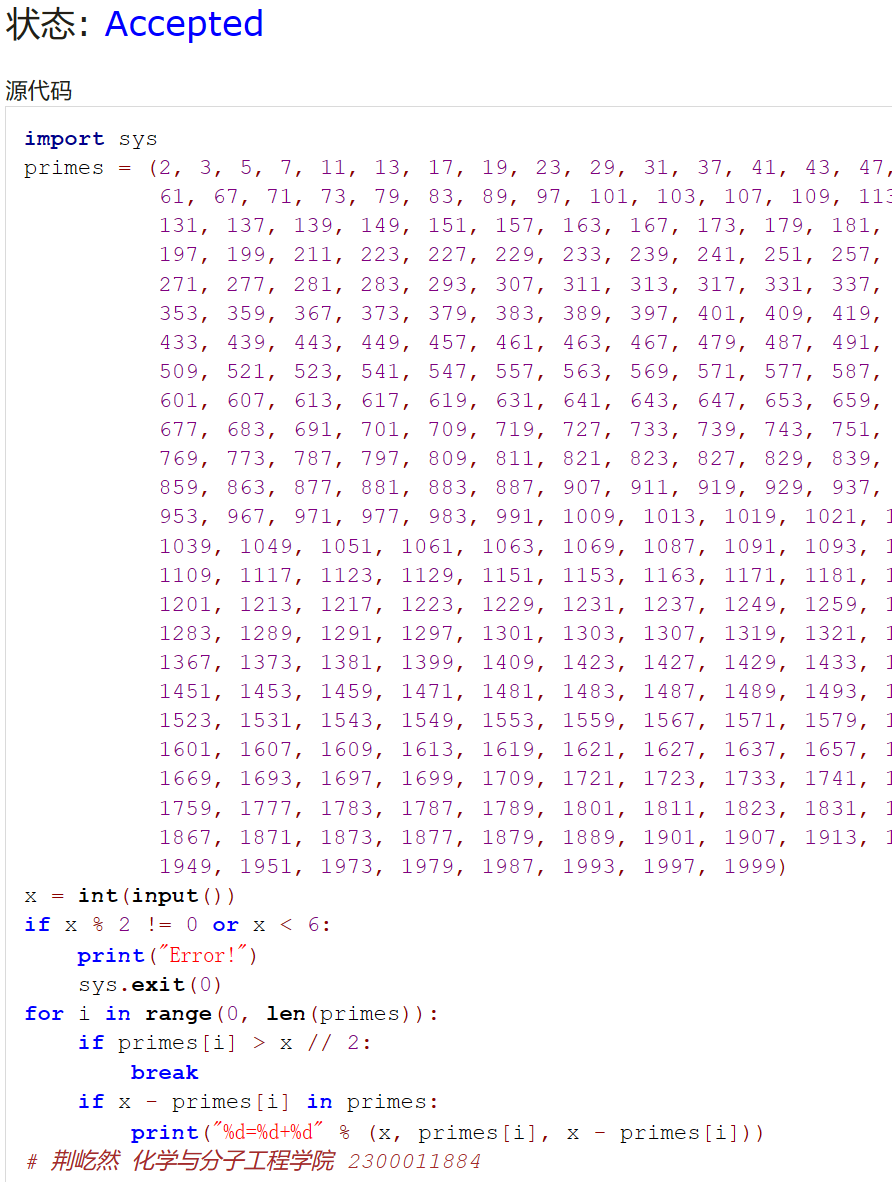 状态: Accepted
源代码
import sys
primes = (2, 3, 5, 7, 11, 13, 17, 19, 23, 29, 31, 37, 41, 43, 47,
61, 67, 71, 73, 79, 83, 89, 97, 101, 103, 107, 109, 113
131, 137, 139, 149, 151, 157, 163, 167, 173, 179, 181,
197, 199, 211, 223, 227, 229, 233, 239, 241, 251, 257,
271, 277, 281, 283, 293, 307, 311, 313, 317, 331, 337,
353, 359, 367, 373, 379, 383, 389, 397, 401, 409, 419,
433, 439, 443, 449, 457, 461, 463, 467, 479, 487, 491,
509, 521, 523, 541, 547, 557, 563, 569, 571, 577, 587,
601, 607, 613, 617, 619, 631, 641, 643, 647, 653, 659,
677, 683, 691, 701, 709, 719, 727, 733, 739, 743, 751,
769, 773, 787, 797, 809, 811, 821, 823, 827, 829, 839,
859, 863, 877, 881, 883, 887, 907, 911, 919, 929, 937,
953, 967, 971, 977, 983, 991, 1009, 1013, 1019, 1021, 1
1039, 1049, 1051, 1061, 1063, 1069, 1087, 1091, 1093, 1
1109, 1117, 1123, 1129, 1151, 1153, 1163, 1171, 1181, 1
1201, 1213, 1217, 1223, 1229, 1231, 1237, 1249, 1259, 1
1283, 1289, 1291, 1297, 1301, 1303, 1307, 1319, 1321, 1
1367, 1373, 1381, 1399, 1409, 1423, 1427, 1429, 1433, 1
1451, 1453, 1459, 1471, 1481, 1483, 1487, 1489, 1493, 1
1523, 1531, 1543, 1549, 1553, 1559, 1567, 1571, 1579, 1
1601, 1607, 1609, 1613, 1619, 1621, 1627, 1637, 1657, 1
1669, 1693, 1697, 1699, 1709, 1721, 1723, 1733, 1741, 1
1759, 1777, 1783, 1787, 1789, 1801, 1811, 1823, 1831, 1
1867, 1871, 1873, 1877, 1879, 1889, 1901, 1907, 1913, 1
1949, 1951, 1973, 1979, 1987, 1993, 1997, 1999)
x = int(input())
if x % 2 != 0 or x < 6:
print("Error!")
sys.exit(0)
for i in range(0, len(primes)):
if primes[i] > x // 2:
break
if x - primes[i] in primes:
print("%d=%d+%d" % (x, primes[i], x - primes[i]))
# 荆屹然 化学与分子工程学院 2300011884